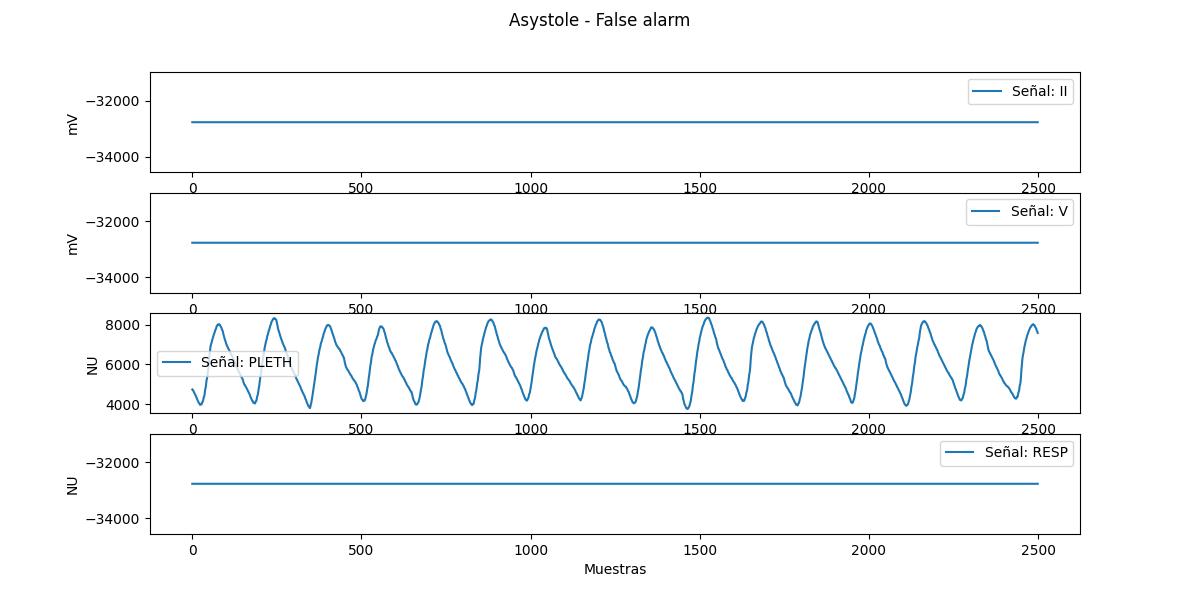 Asystole - False alarm
−32000
−34000
mV
Señal: II
0 500 1000 1500 2000 2500
−32000
−34000
mV
Señal: V
0 500 1000 1500 2000 2500
8000
6000
4000
NU
Señal: PLETH
0 500 1000 1500 2000 2500
−32000
−34000
NU
Señal: RESP
0 500 1000 1500 2000 2500
Muestras